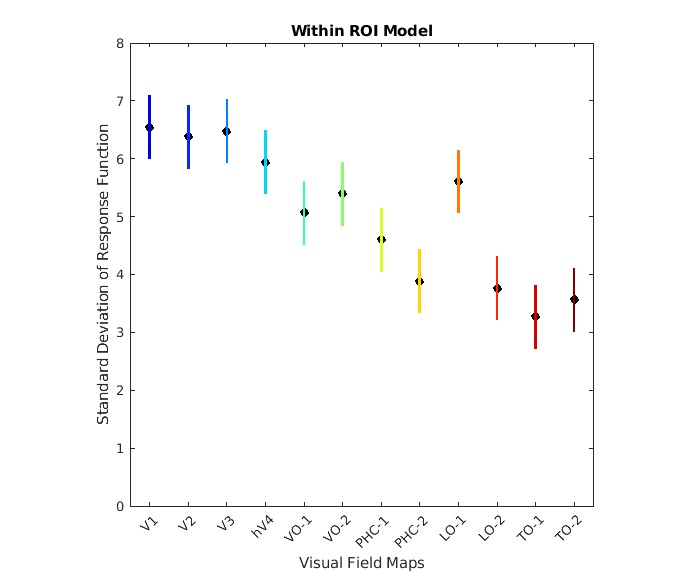 Within ROI Model
Standard Deviation of Response Function
8
7
6
5
4
3
2
1
0
V1
V2
V3
hV4
VO-1
VO-2
PHC-1
PHC-2
LO-1
LO-2
TO-1
TO-2
Visual Field Maps